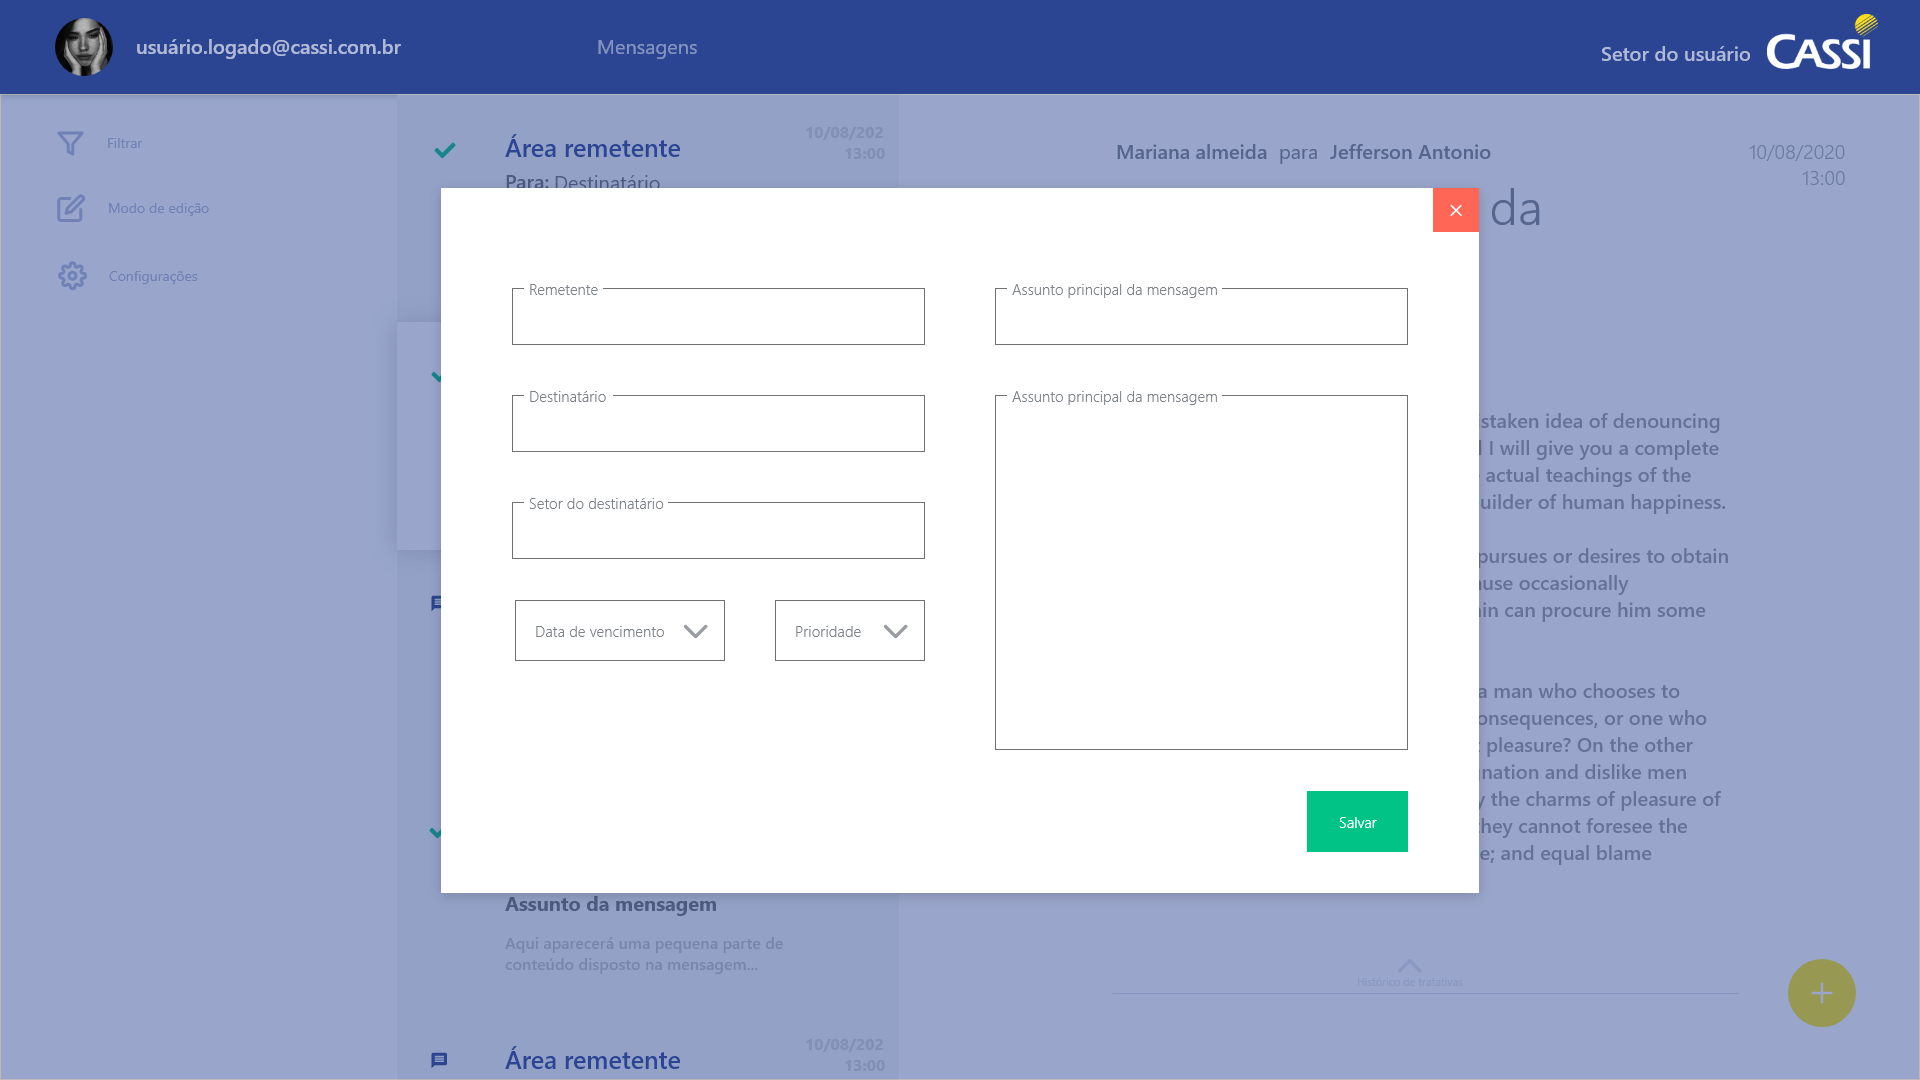 usuário.logado@cassi.com.br
Mensagens
Setor do usuário
CASSI
Filtrar
Modo de edição
Configurações
Área remetente
10/08/202
13:00
Para: Destinatário
Mariana almeida para Jefferson Antonio
10/08/2020
13:00
da
×
Remetente
Destinatário
Setor do destinatário
Data de vencimento
Prioridade
Assunto principal da mensagem
Assunto principal da mensagem
Salvar
staken idea of denouncing
I will give you a complete
actual teachings of the
uilder of human happiness.
pursues or desires to obtain
use occasionally
in can procure him some
a man who chooses to
onsequences, or one who
pleasure? On the other
nation and dislike men
y the charms of pleasure of
they cannot foresee the
e; and equal blame
Assunto da mensagem
Aqui aparecerá uma pequena parte de
conteúdo disposto na mensagem...
Histórico de tratativas
+
Área remetente
10/08/202
13:00